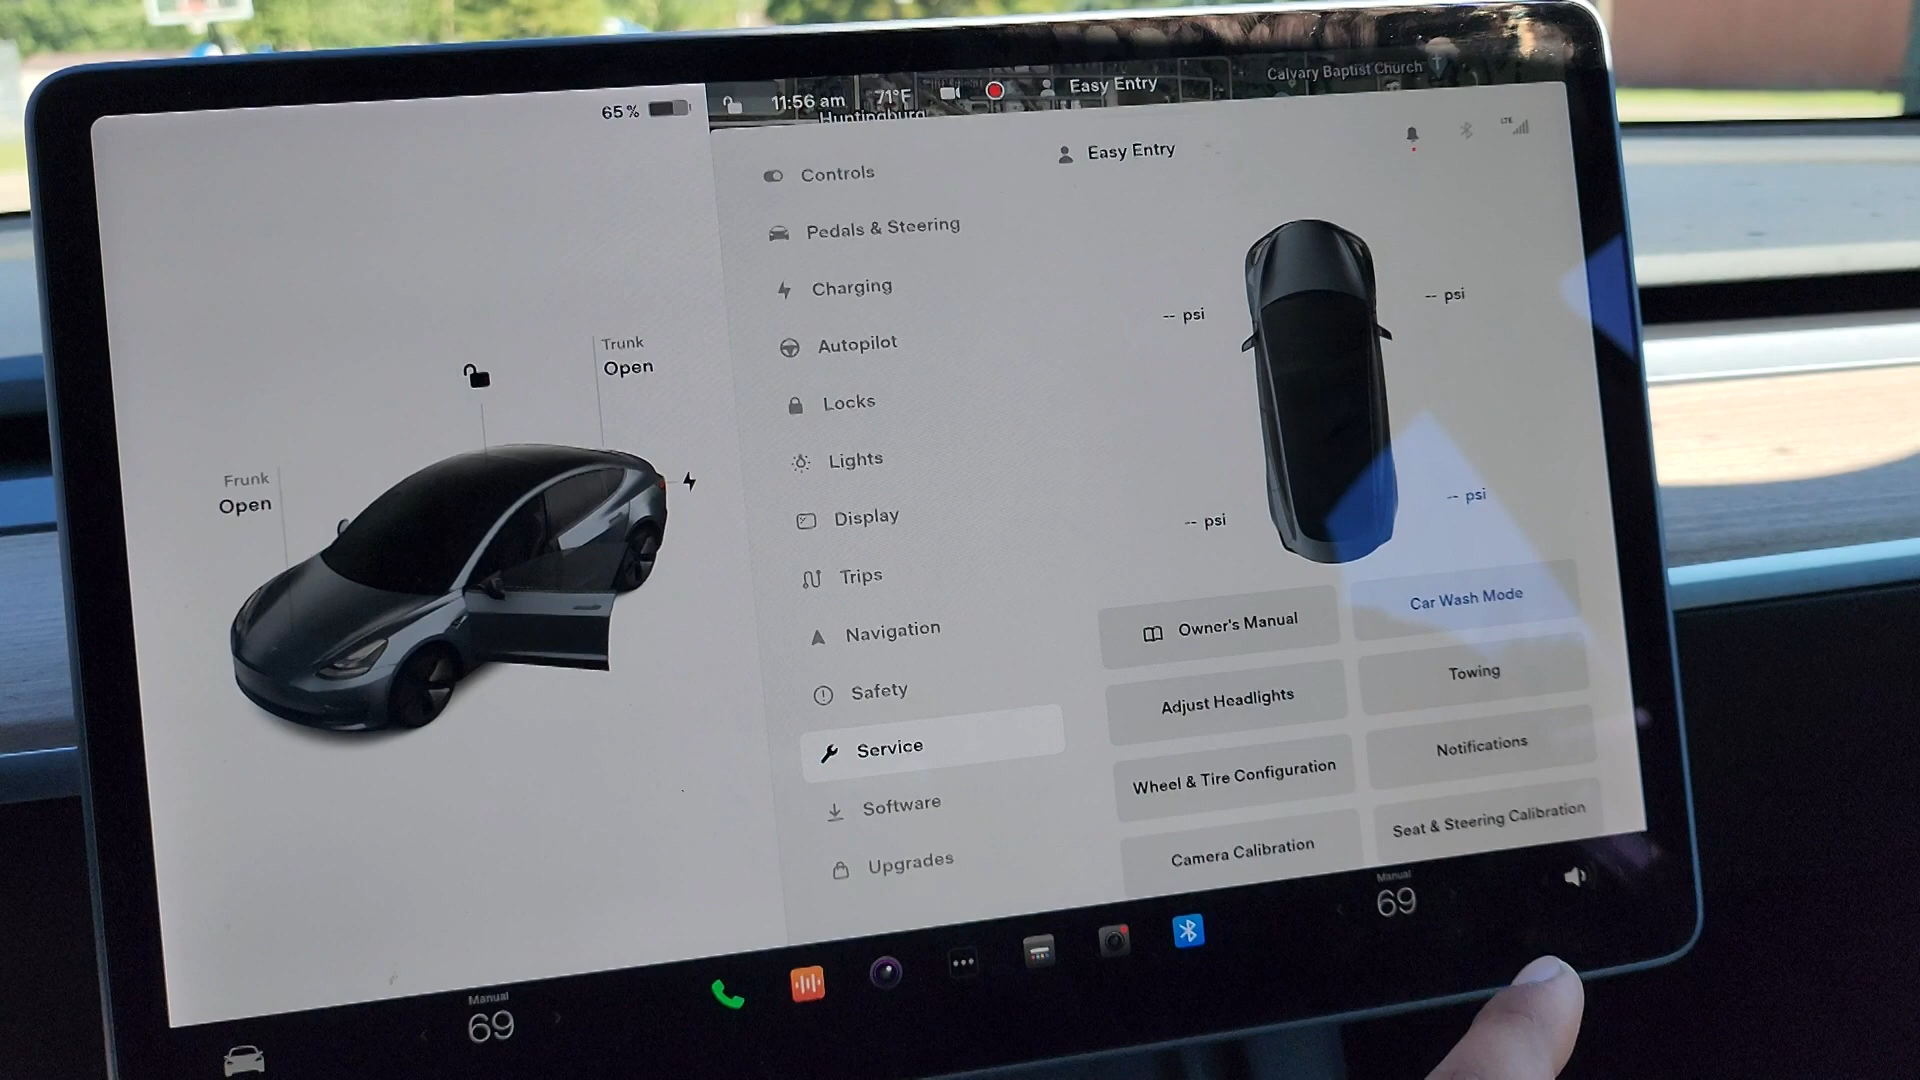 65%
11:56 am
71°F
Easy Entry
Calvary Baptist Church
Huntingburg
LTE
Easy Entry
Controls
Pedals & Steering
Charging
Autopilot
Locks
Lights
Display
Trips
Navigation
Safety
Service
Software
Upgrades
Trunk
Open
Frunk
Open
-- psi
-- psi
-- psi
-- psi
Owner's Manual
Car Wash Mode
Adjust Headlights
Towing
Wheel & Tire Configuration
Notifications
Camera Calibration
Seat & Steering Calibration
Manual
69
Manual
69